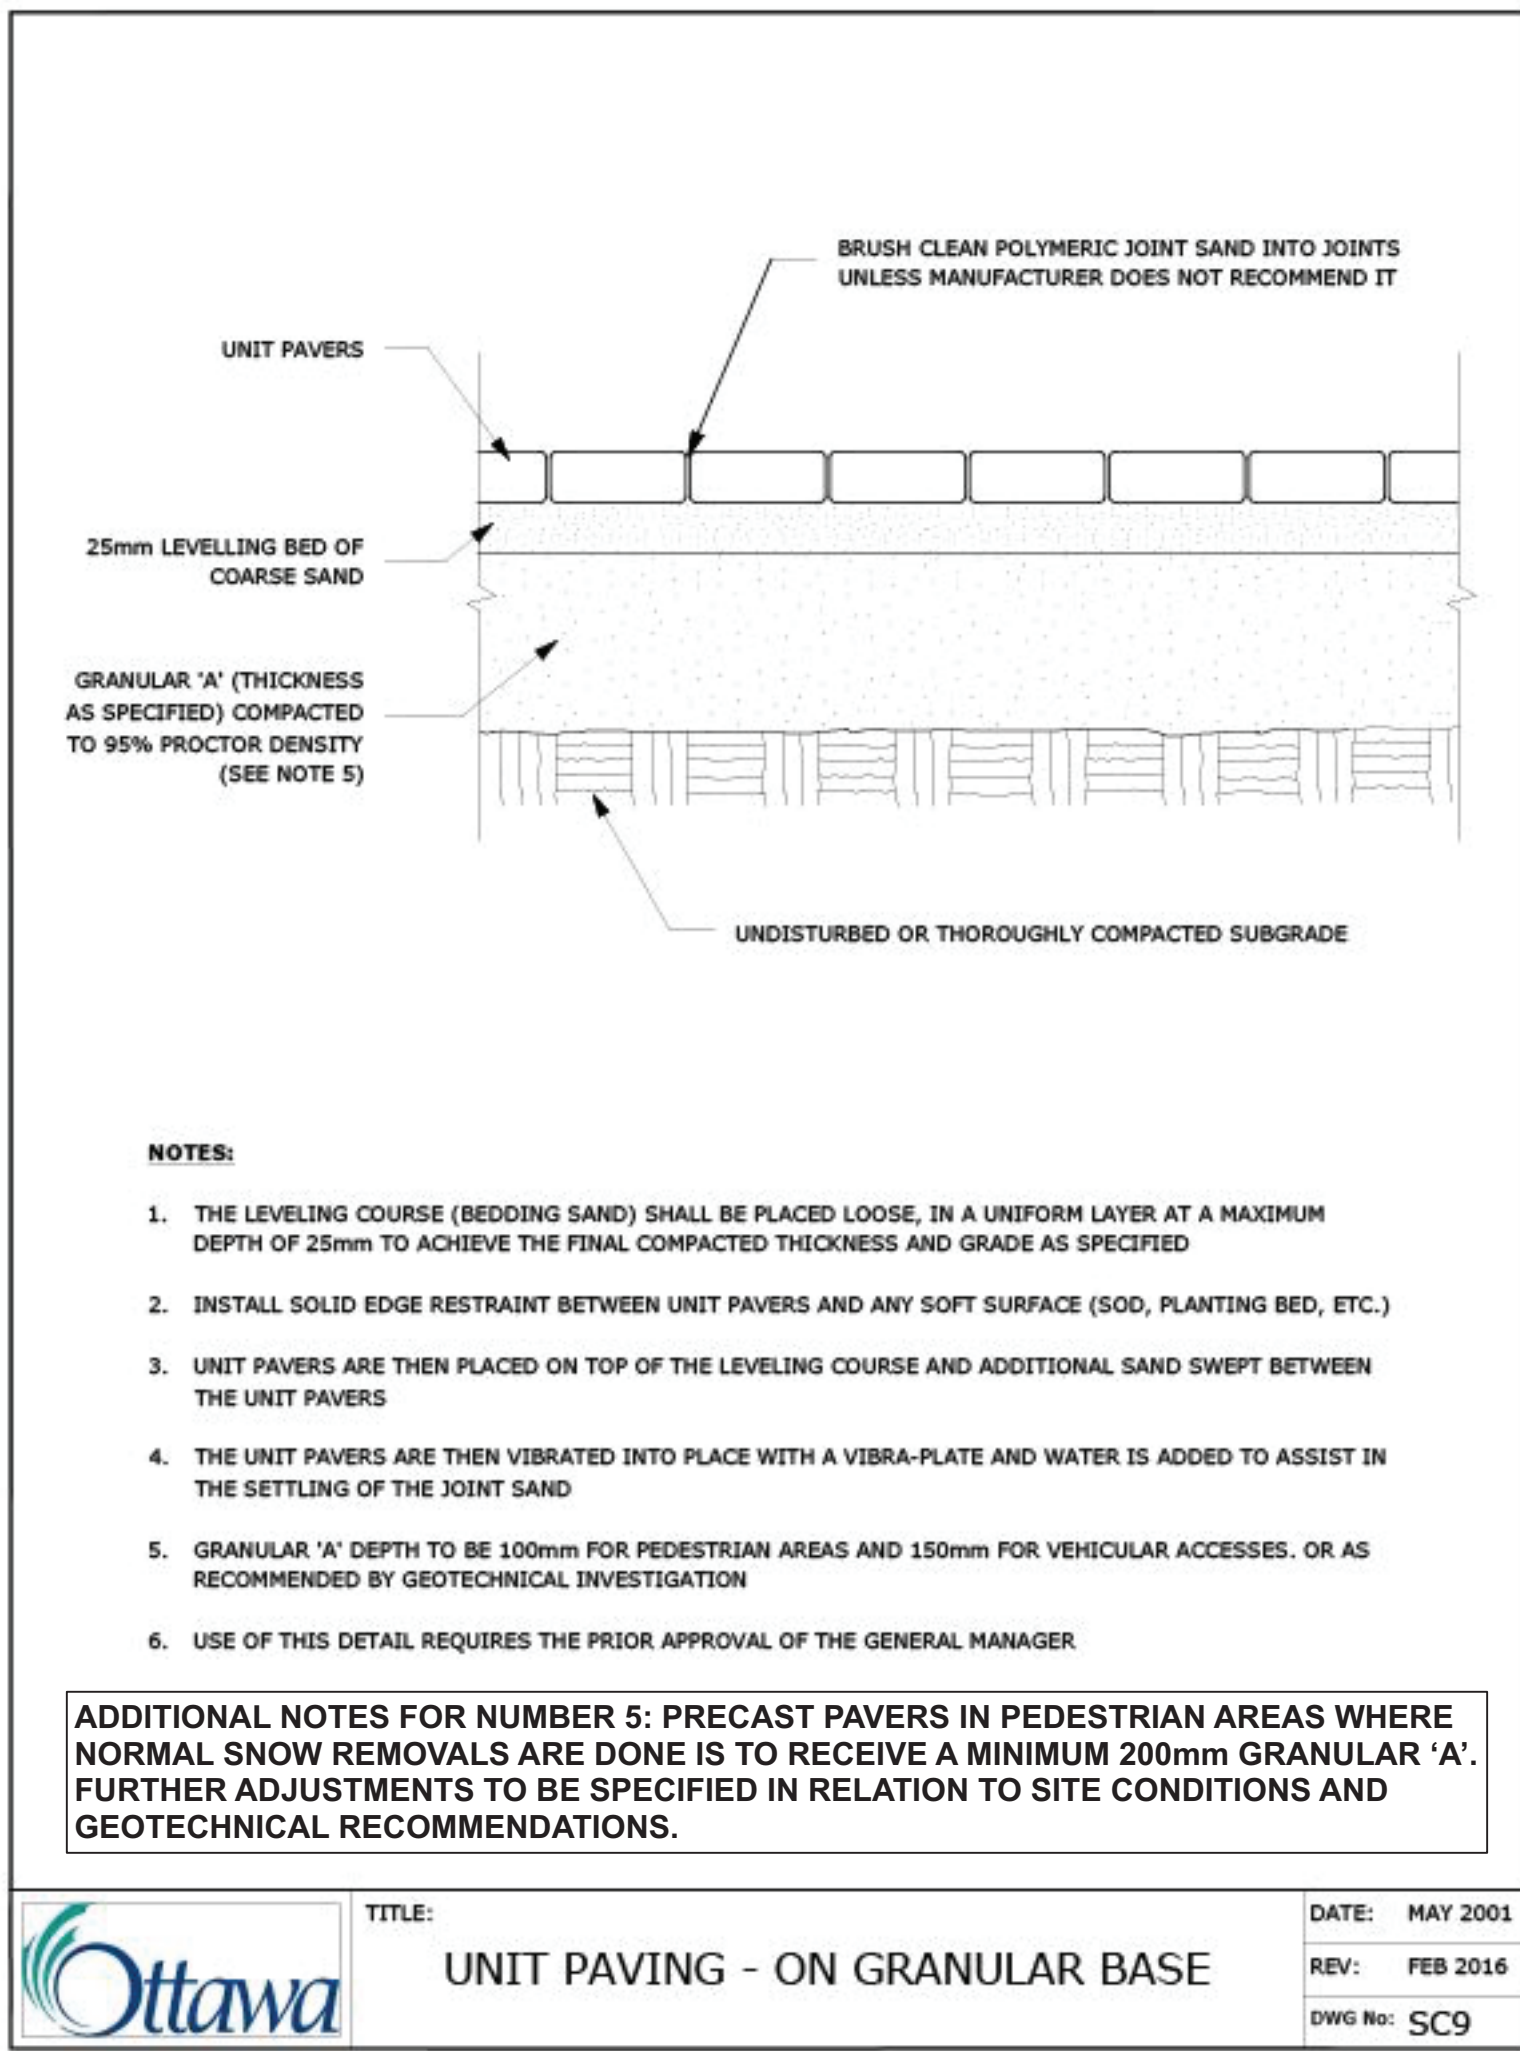 BRUSH CLEAN POLYMERIC JOINT SAND INTO JOINTS
UNLESS MANUFACTURER DOES NOT RECOMMEND IT
UNIT PAVERS
25mm LEVELLING BED OF
COARSE SAND
GRANULAR 'A' (THICKNESS
AS SPECIFIED) COMPACTED
TO 95% PROCTOR DENSITY
(SEE NOTE 5)
UNDISTURBED OR THOROUGHLY COMPACTED SUBGRADE
NOTES:
1. THE LEVELING COURSE (BEDDING SAND) SHALL BE PLACED LOOSE, IN A UNIFORM LAYER AT A MAXIMUM
DEPTH OF 25mm TO ACHIEVE THE FINAL COMPACTED THICKNESS AND GRADE AS SPECIFIED
2. INSTALL SOLID EDGE RESTRAINT BETWEEN UNIT PAVERS AND ANY SOFT SURFACE (SOD, PLANTING BED, ETC.)
3. UNIT PAVERS ARE THEN PLACED ON TOP OF THE LEVELING COURSE AND ADDITIONAL SAND SWEPT BETWEEN
THE UNIT PAVERS
4. THE UNIT PAVERS ARE THEN VIBRATED INTO PLACE WITH A VIBRA-PLATE AND WATER IS ADDED TO ASSIST IN
THE SETTLING OF THE JOINT SAND
5. GRANULAR 'A' DEPTH TO BE 100mm FOR PEDESTRIAN AREAS AND 150mm FOR VEHICULAR ACCESSES. OR AS
RECOMMENDED BY GEOTECHNICAL INVESTIGATION
6. USE OF THIS DETAIL REQUIRES THE PRIOR APPROVAL OF THE GENERAL MANAGER
ADDITIONAL NOTES FOR NUMBER 5: PRECAST PAVERS IN PEDESTRIAN AREAS WHERE
NORMAL SNOW REMOVALS ARE DONE IS TO RECEIVE A MINIMUM 200mm GRANULAR ‘A’.
FURTHER ADJUSTMENTS TO BE SPECIFIED IN RELATION TO SITE CONDITIONS AND
GEOTECHNICAL RECOMMENDATIONS.
Ottawa
TITLE:
UNIT PAVING - ON GRANULAR BASE
DATE: MAY 2001
REV: FEB 2016
DWG No: SC9